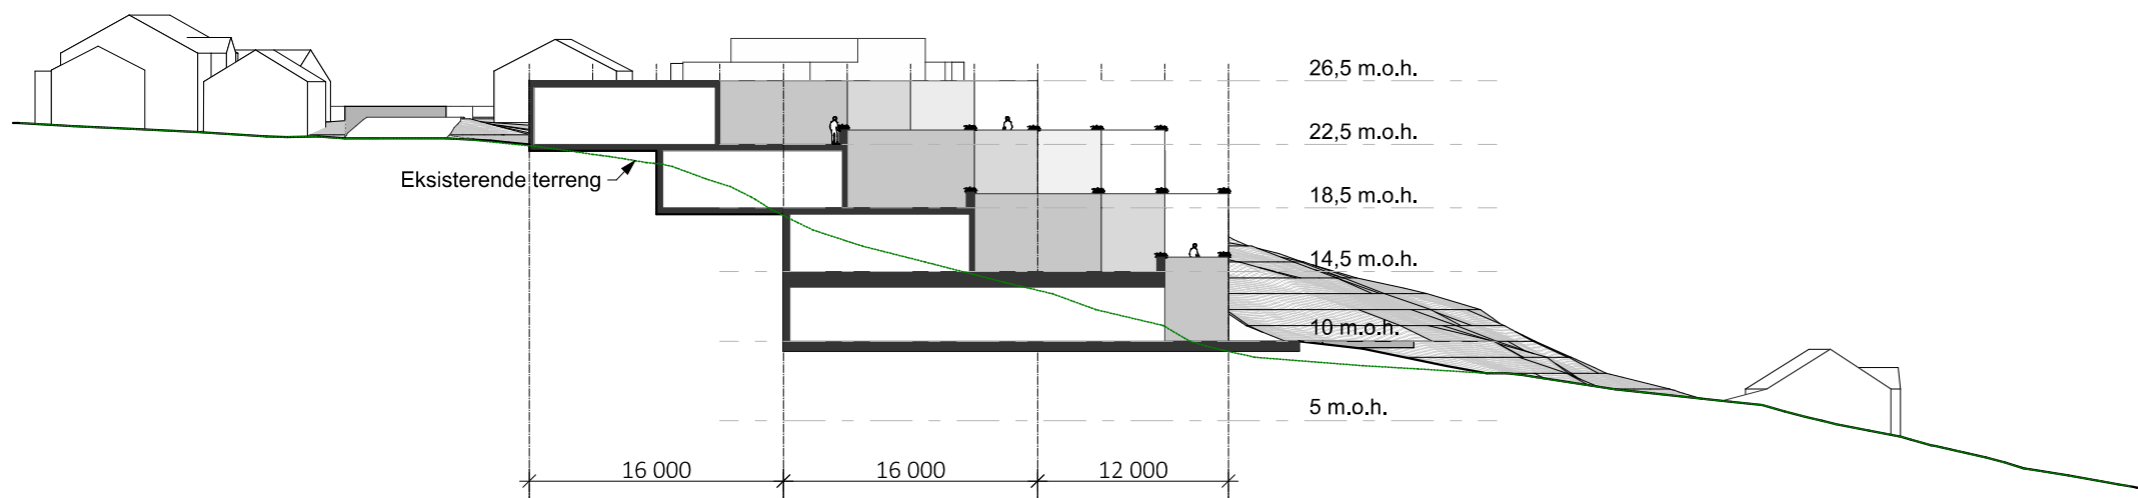 26,5 m.o.h.
22,5 m.o.h.
Eksisterende terreng
18,5 m.o.h.
14,5 m.o.h.
10 m.o.h.
5 m.o.h.
16 000
16 000
12 000